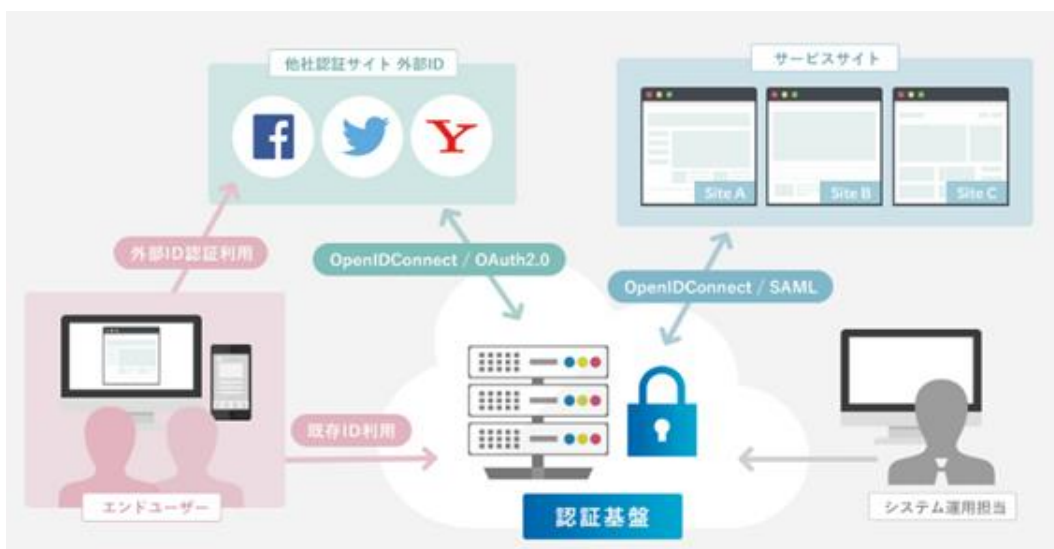 他社認証サイト 外部ID
サービスサイト
Site A
Site B
Site C
外部ID認証利用
OpenIDConnect / OAuth2.0
OpenIDConnect / SAML
既存ID利用
エンドユーザー
認証基盤
システム運用担当